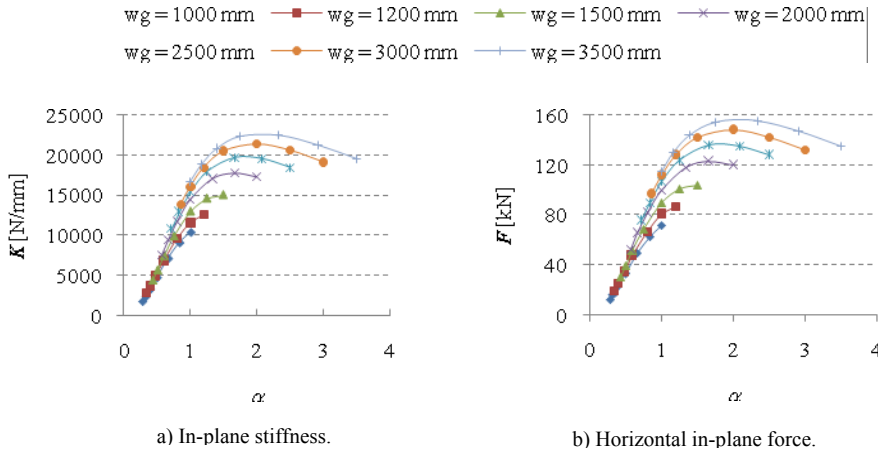 wg = 1000 mm wg = 1200 mm wg = 1500 mm wg = 2000 mm
wg = 2500 mm wg = 3000 mm wg = 3500 mm
25000
20000
15000
10000
5000
0
K [N/mm]
0 1 2 3 4
α
a) In-plane stiffness.
160
120
80
40
0
F [kN]
0 1 2 3 4
α
b) Horizontal in-plane force.